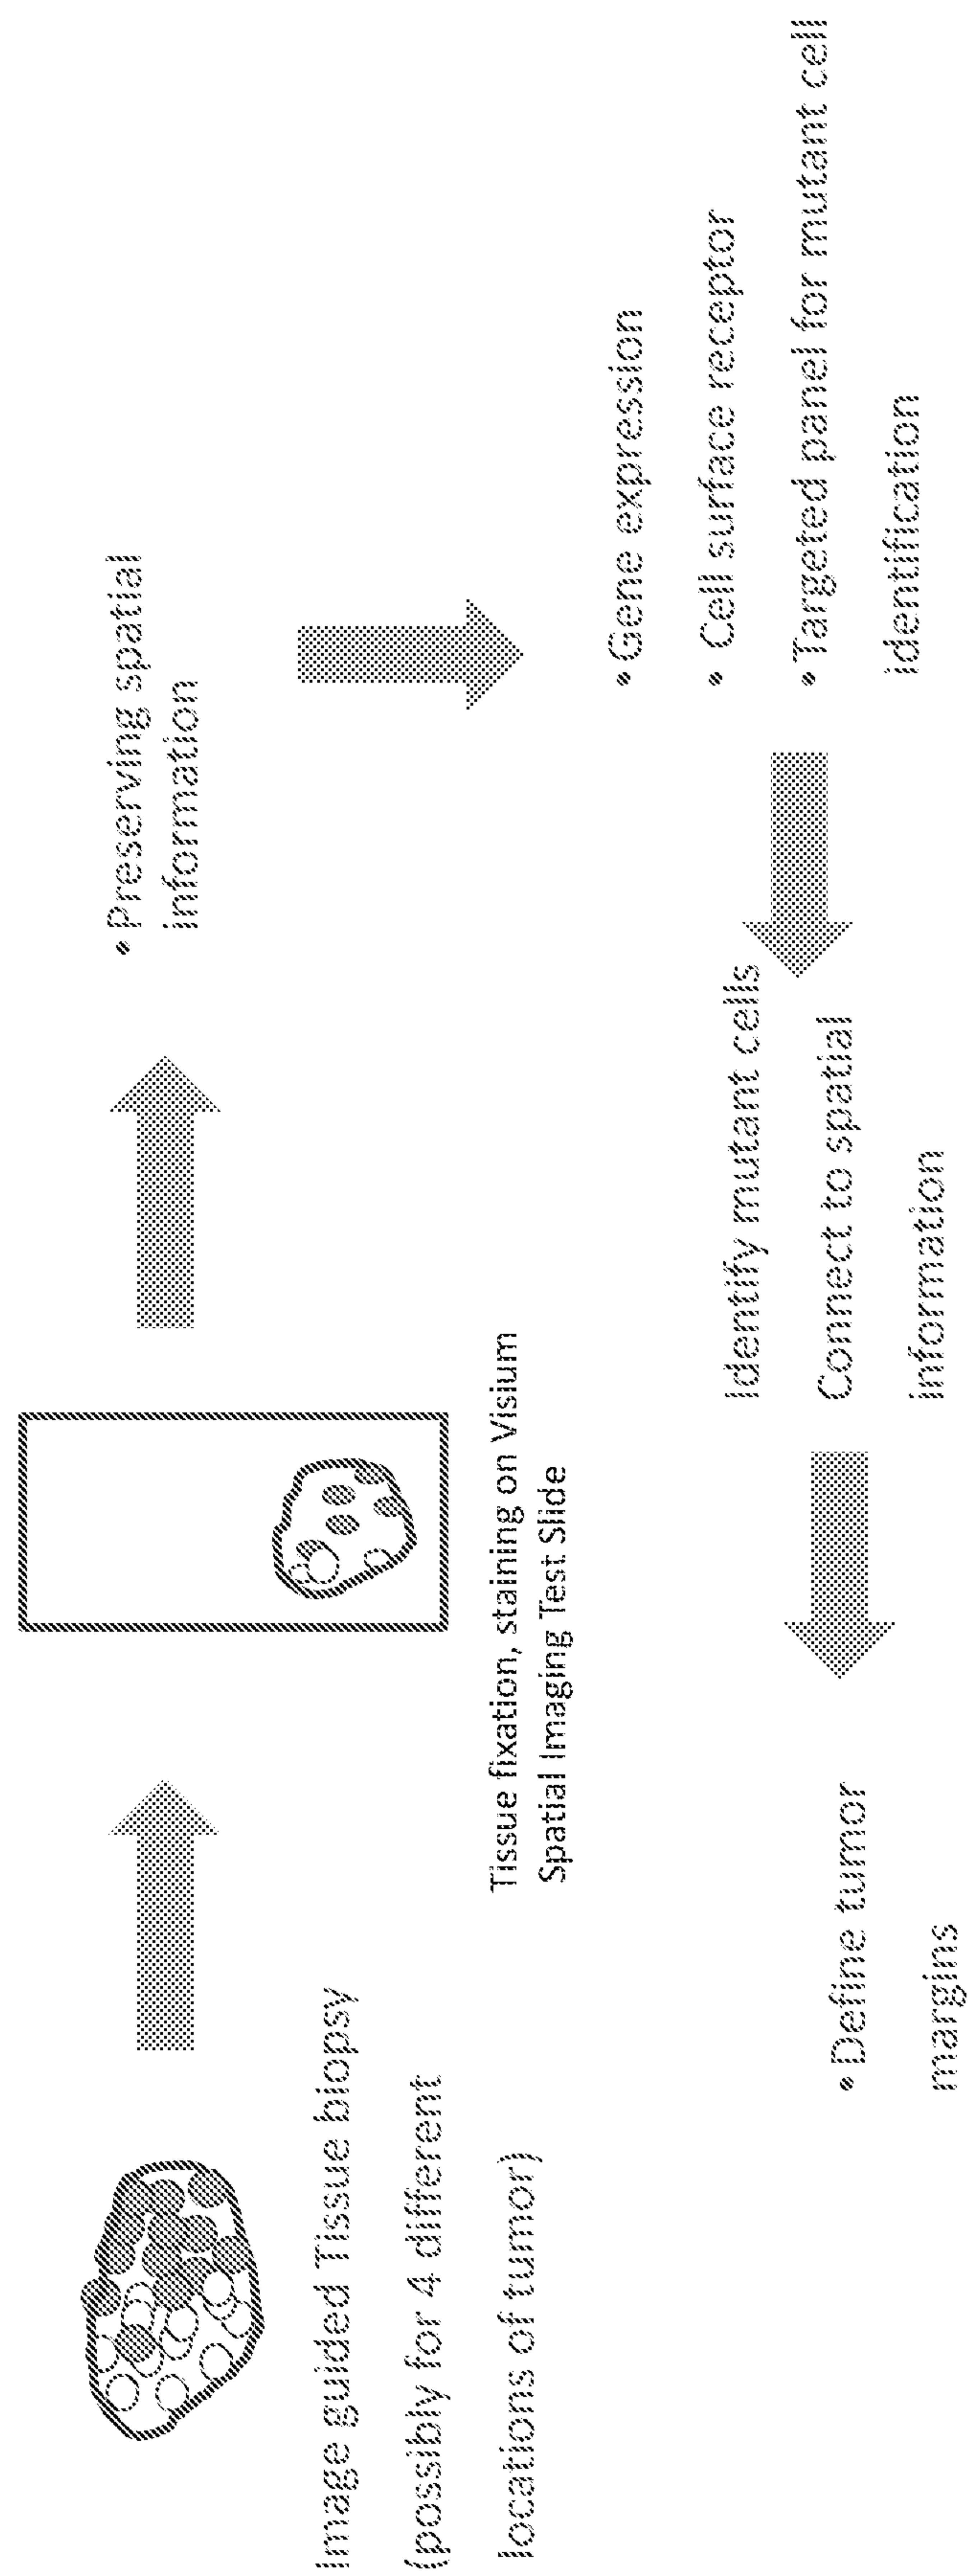 Image guided Tissue biopsy
(possibly for 4 different
locations of tumor)
Tissue fixation, staining on Visium
Spatial Imaging Test Slide
• Preserving spatial
information
• Gene expression
• Cell surface receptor
• Targeted panel for mutant cell
identification
Identify mutant cells
Connect to spatial
information
• Define tumor
margins